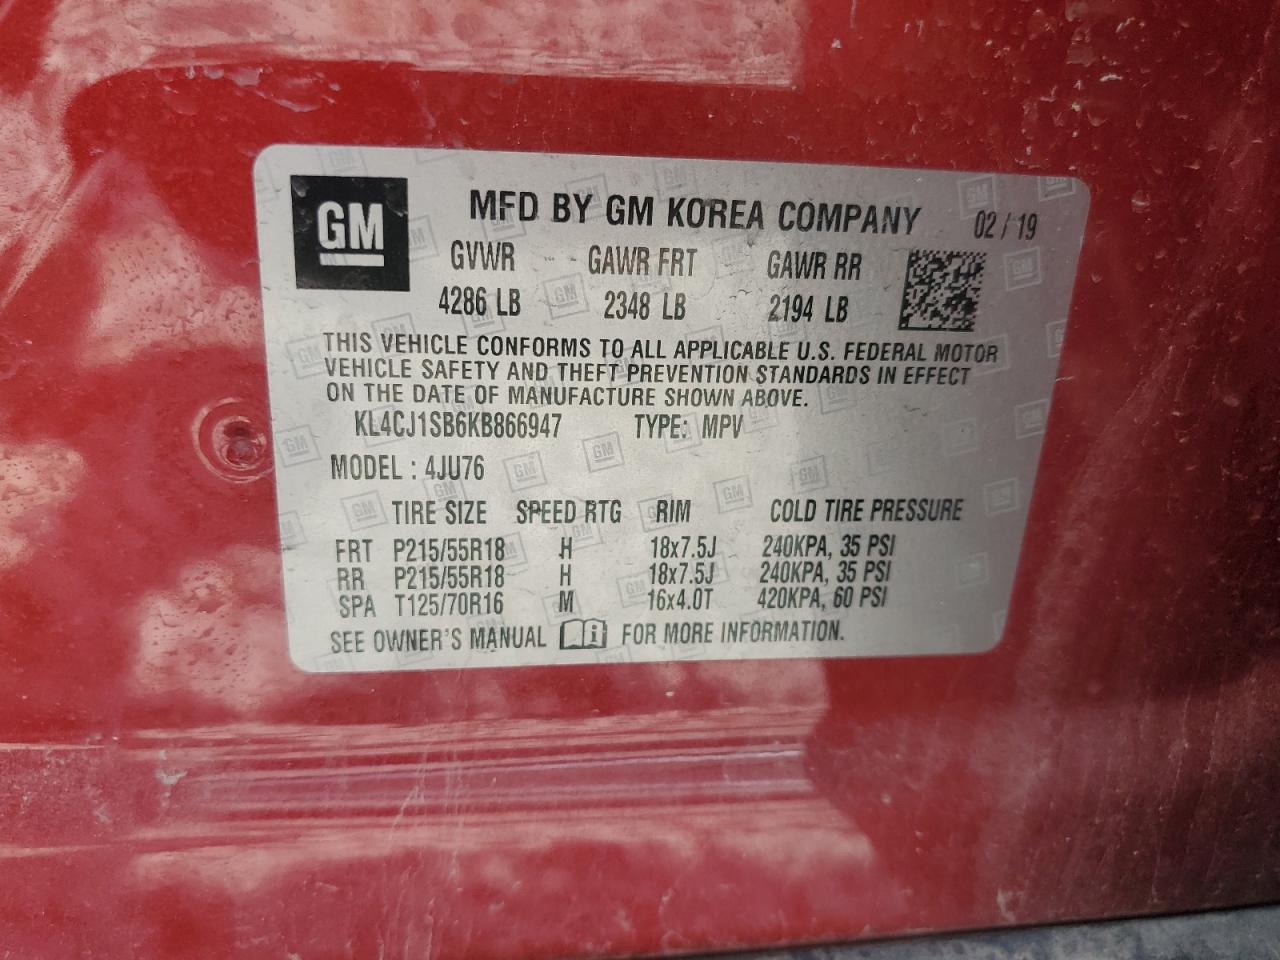 GM
MFD BY GM KOREA COMPANY 02/19
GVWR GAWR FRT GAWR RR
4286 LB 2348 LB 2194 LB
THIS VEHICLE CONFORMS TO ALL APPLICABLE U.S. FEDERAL MOTOR
VEHICLE SAFETY AND THEFT PREVENTION STANDARDS IN EFFECT
ON THE DATE OF MANUFACTURE SHOWN ABOVE.
KL4CJ1SB6KB866947 TYPE: MPV
MODEL : 4JU76
TIRE SIZE SPEED RTG RIM COLD TIRE PRESSURE
FRT P215/55R18 H 18x7.5J 240KPA, 35 PSI
RR P215/55R18 H 18x7.5J 240KPA, 35 PSI
SPA T125/70R16 M 16x4.0T 420KPA, 60 PSI
SEE OWNER'S MANUAL FOR MORE INFORMATION.